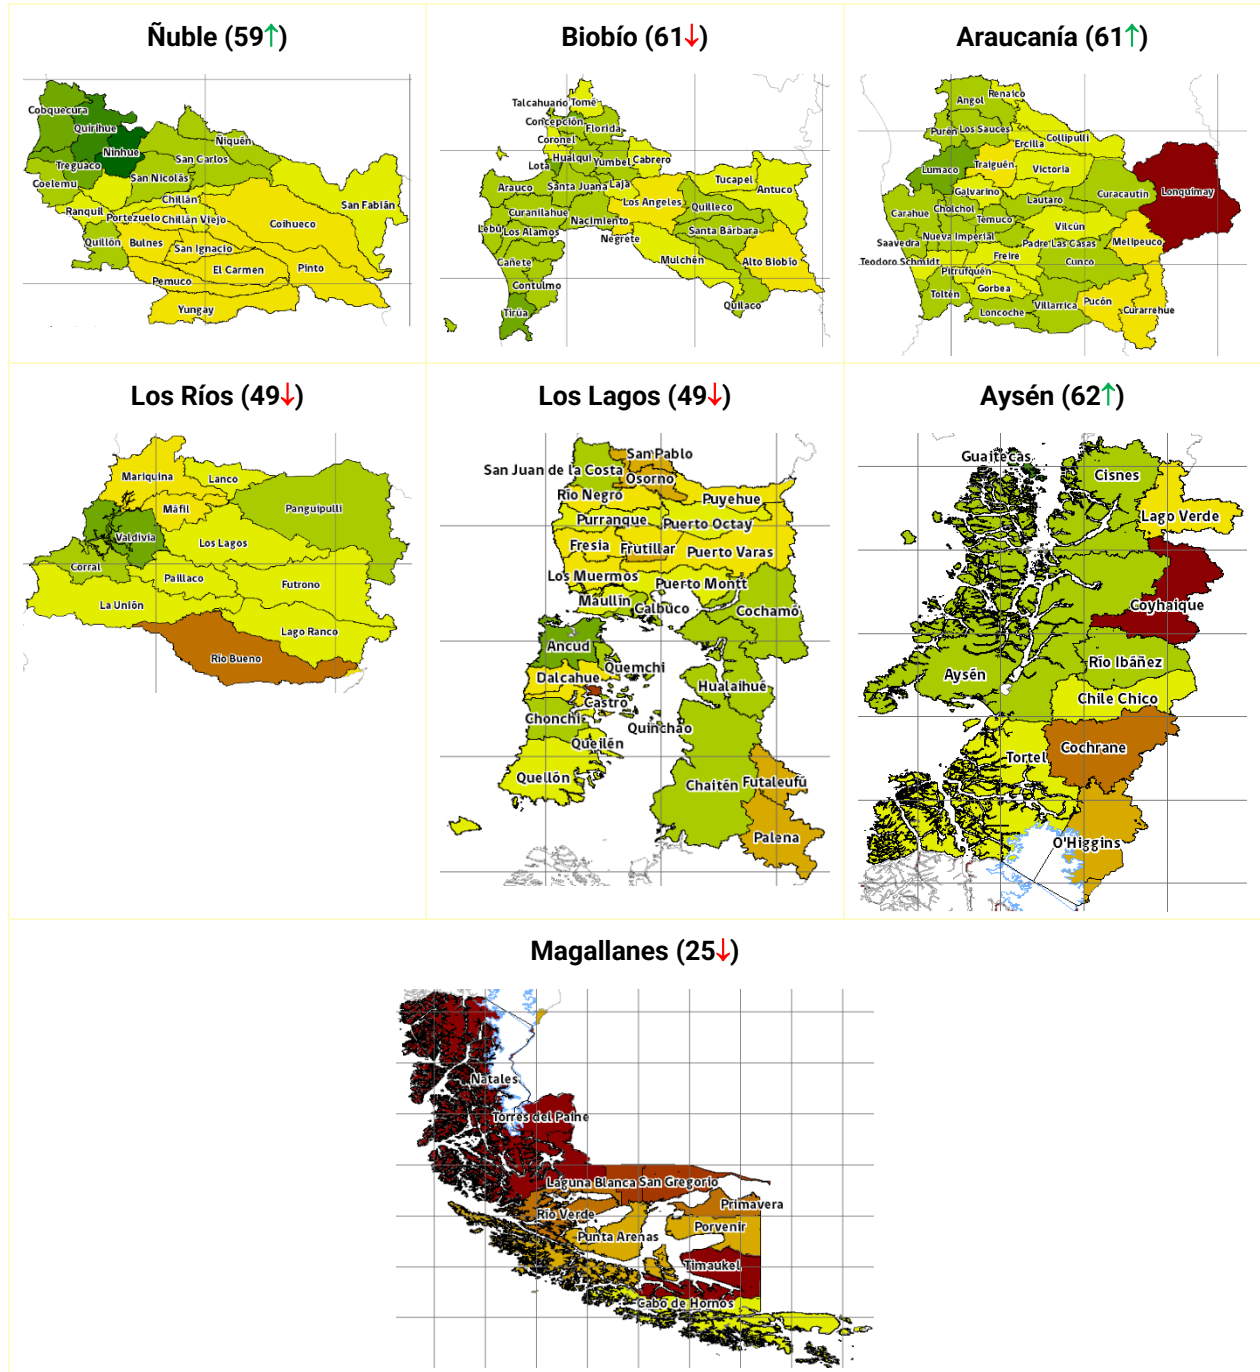 Ñuble (59↑)
Biobío (61↓)
Araucanía (61↑)
Cobquecura
Quirihue
Ninhue
Treguaco
Coelemu
Ñiquén
San Carlos
San Nicolás
San Fabián
Chillán
Ranquil
Portezuelo
Chillán Viejo
Coihueco
Quillón
Bulnes
San Ignacio
El Carmen
Pinto
Pemuco
Yungay
Talcahuano
Tomé
Concepción
Florida
Coronel
Hualqui
Yumbel
Cabrero
Lota
Arauco
Santa Juana
Laja
Tucapel
Antuco
Los Angeles
Quilleco
Curanilahue
Nacimiento
Lebu
Los Alamos
Santa Bárbara
Negrete
Cañete
Mulchén
Alto Biobio
Contulmo
Tirúa
Quilaco
Renaico
Angol
Purén
Los Sauces
Collipulli
Ercilla
Lumaco
Traiguén
Victoria
Lonquimay
Galvarino
Curacautín
Lautaro
Carahue
Cholchol
Temuco
Vilcún
Nueva Imperial
Saavedra
Padre Las Casas
Melipeuco
Teodoro Schmidt
Freire
Cunco
Pitrufquén
Toltén
Gorbea
Loncoche
Villarrica
Pucón
Curarrehue
Los Ríos (49↓)
Los Lagos (49↓)
Aysén (62↑)
Mariquina
Lanco
Panguipulli
Máfil
Valdivia
Los Lagos
Corral
Paillaco
Futrono
La Unión
Lago Ranco
Río Bueno
San Pablo
San Juan de la Costa
Osorno
Río Negro
Puyehue
Purranque
Puerto Octay
Fresia
Frutillar
Puerto Varas
Los Muermos
Puerto Montt
Maullín
Calbuco
Cochamó
Ancud
Quemchi
Dalcahue
Castro
Hualaihué
Chonchi
Quinchao
Queilén
Quellón
Chaitén
Futaleufú
Palena
Guaitecas
Cisnes
Lago Verde
Coyhaique
Río Ibáñez
Aysén
Chile Chico
Cochrane
Tortel
O'Higgins
Magallanes (25↓)
Natales
Torres del Paine
Laguna Blanca
San Gregorio
Primavera
Río Verde
Porvenir
Punta Arenas
Timaukel
Cabo de Hornos